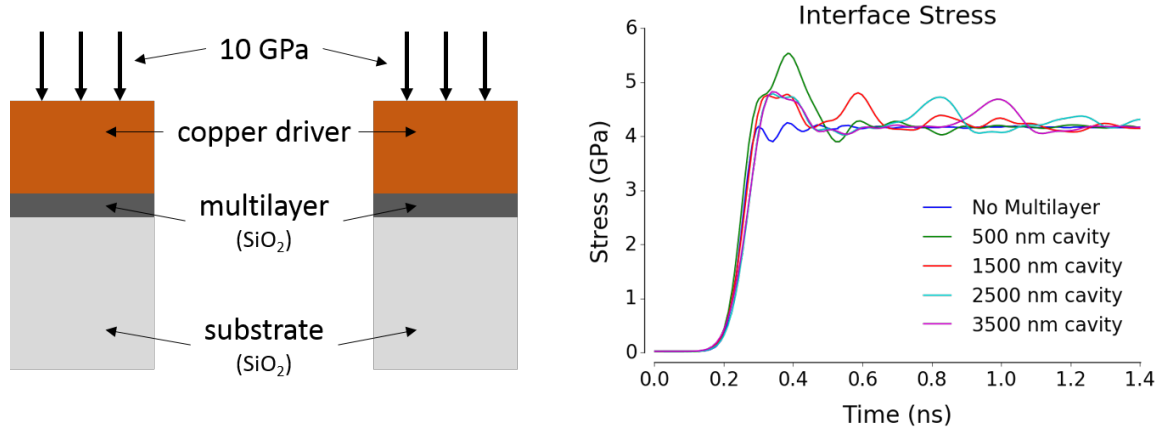 10 GPa
copper driver
multilayer
(SiO₂)
substrate
(SiO₂)
Interface Stress
Stress (GPa)
6
5
4
3
2
1
0
No Multilayer
500 nm cavity
1500 nm cavity
2500 nm cavity
3500 nm cavity
0.0 0.2 0.4 0.6 0.8 1.0 1.2 1.4
Time (ns)